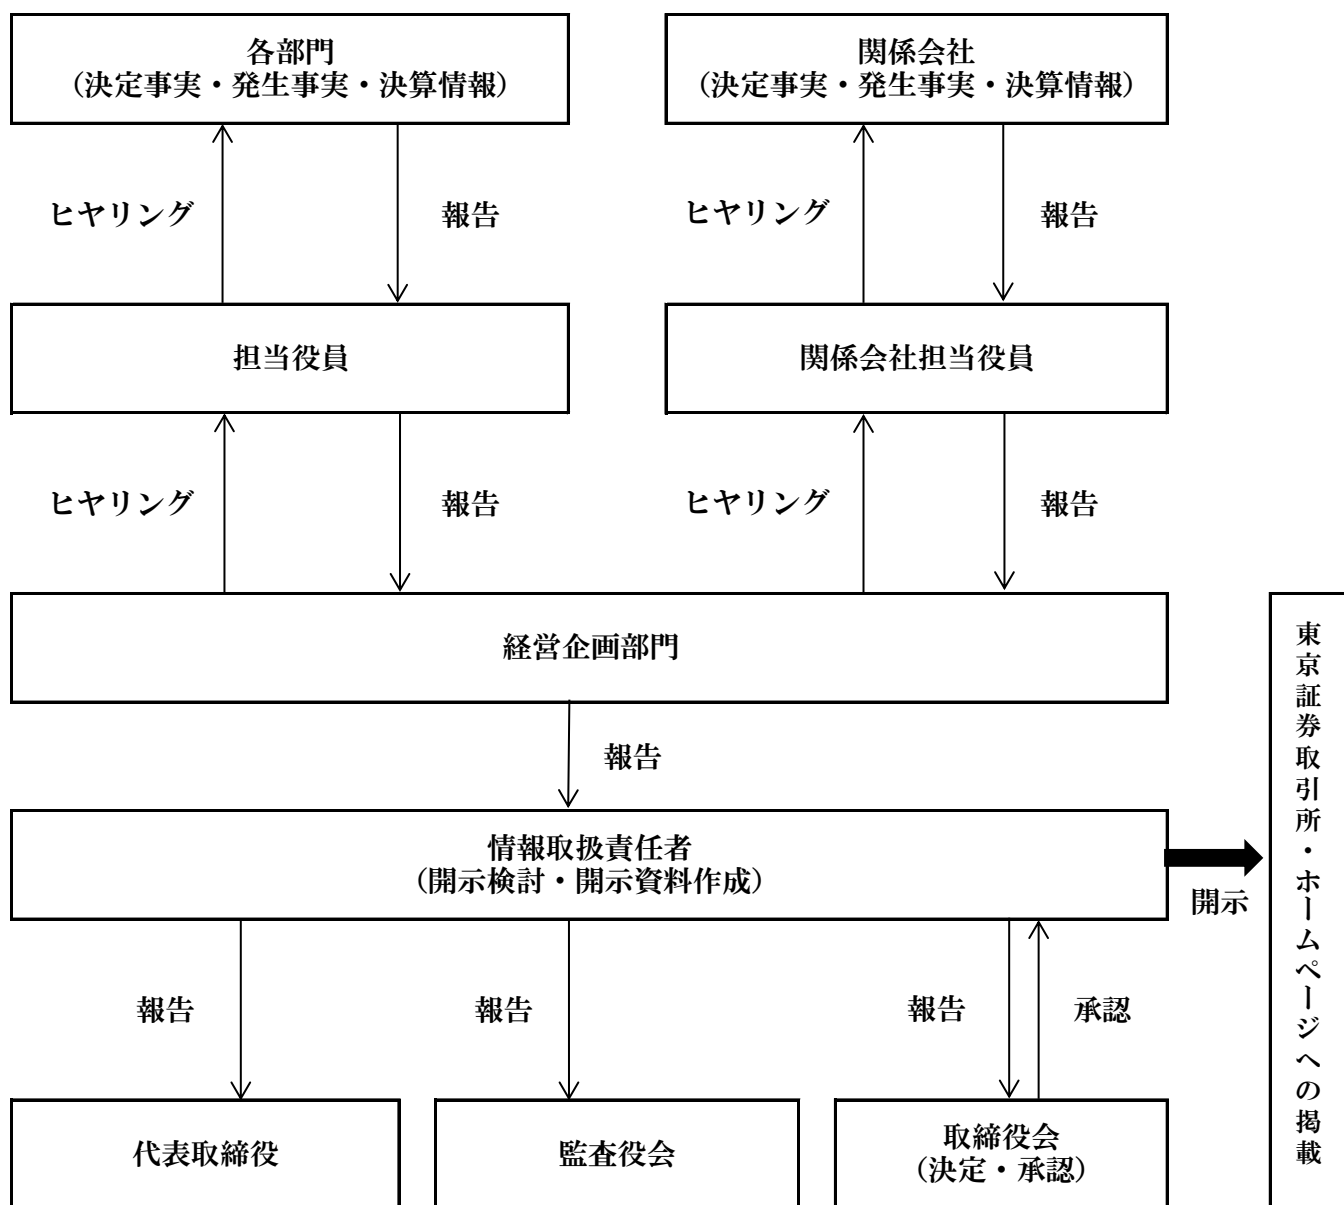 各部門
（決定事実・発生事実・決算情報）
関係会社
（決定事実・発生事実・決算情報）
ヒヤリング
報告
ヒヤリング
報告
担当役員
関係会社担当役員
ヒヤリング
報告
ヒヤリング
報告
経営企画部門
報告
情報取扱責任者
（開示検討・開示資料作成）
開示
東京証券取引所・ホームページへの掲載
報告
報告
報告
承認
代表取締役
監査役会
取締役会
（決定・承認）